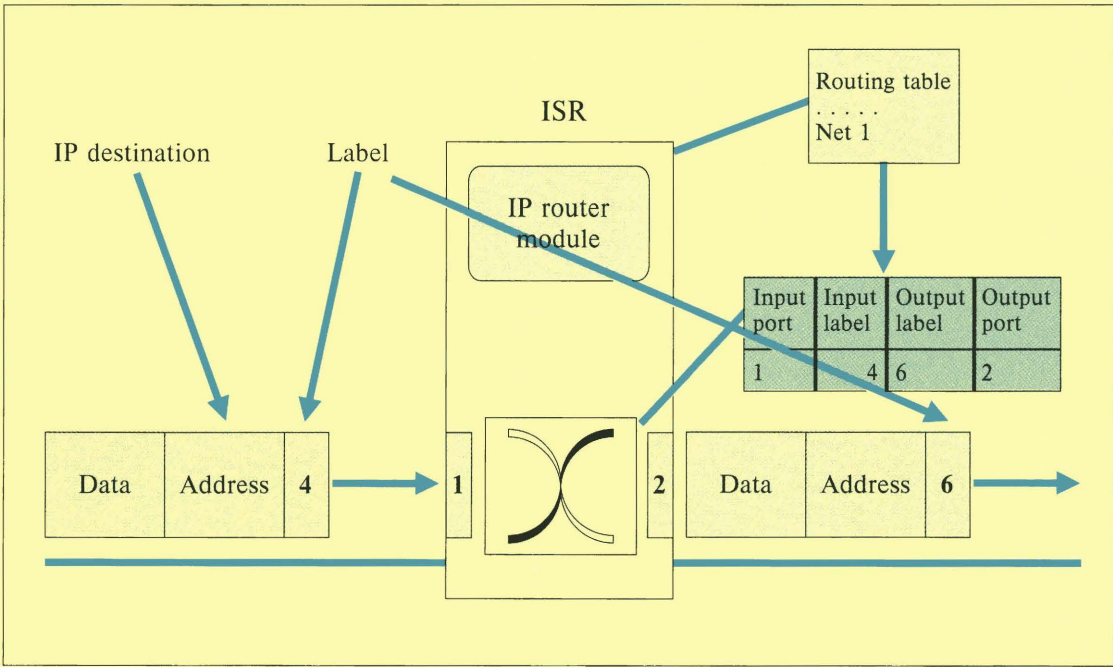 Routing table
. . . . .
Net 1
ISR
IP destination
Label
IP router
module
Input port
Input label
Output label
Output port
1
4
6
2
Data
Address
4
1
2
Data
Address
6